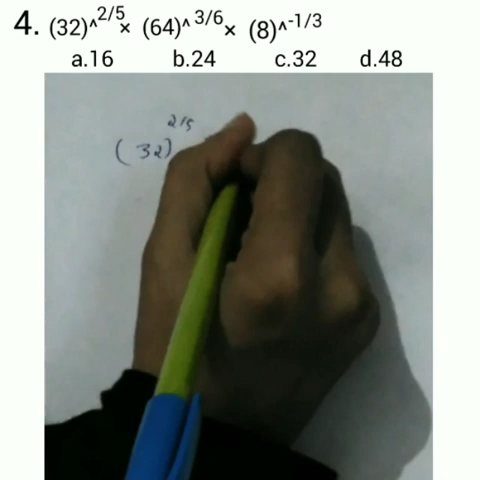 4. (32)^2/5× (64)^3/6× (8)^-1/3
a.16 b.24 c.32 d.48
(32)^2/5